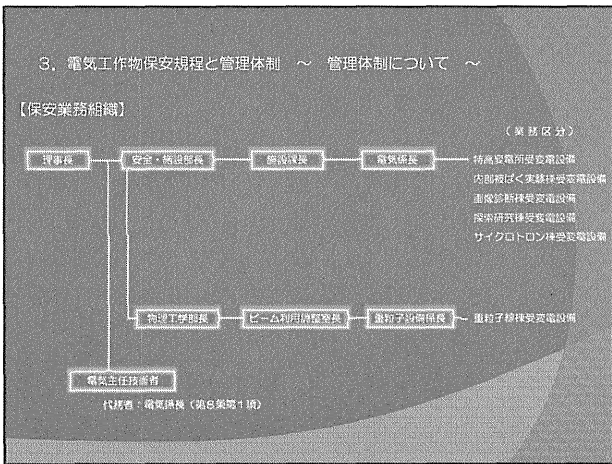 3．電気工作物保安規程と管理体制　～　管理体制について　～
【保安業務組織】
（業務区分）
理事長
安全・施設部長
施設課長
電気係長
特高変電所受変電設備
内部被ばく実験棟受変電設備
画像診断棟受変電設備
探索研究棟受変電設備
サイクロトロン棟受変電設備
物理工学部長
ビーム利用調整室長
重粒子設備係長
重粒子線棟受変電設備
電気主任技術者
代務者：電気係長（第8条第1項）